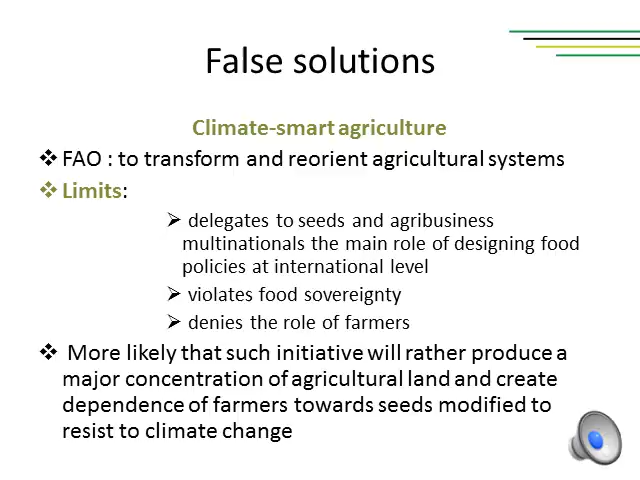 False solutions
Climate-smart agriculture
❖ FAO : to transform and reorient agricultural systems
❖ Limits:
➢ delegates to seeds and agribusiness
multinationals the main role of designing food
policies at international level
➢ violates food sovereignty
➢ denies the role of farmers
❖ More likely that such initiative will rather produce a
major concentration of agricultural land and create
dependence of farmers towards seeds modified to
resist to climate change